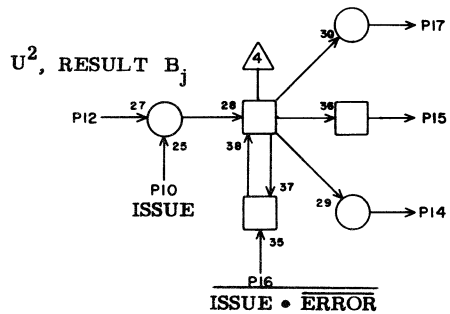 30
P17
4
U², RESULT Bj
27
28
36
P12
P15
25
38
37
P10
29
P14
ISSUE
35
P16
ISSUE • ERROR